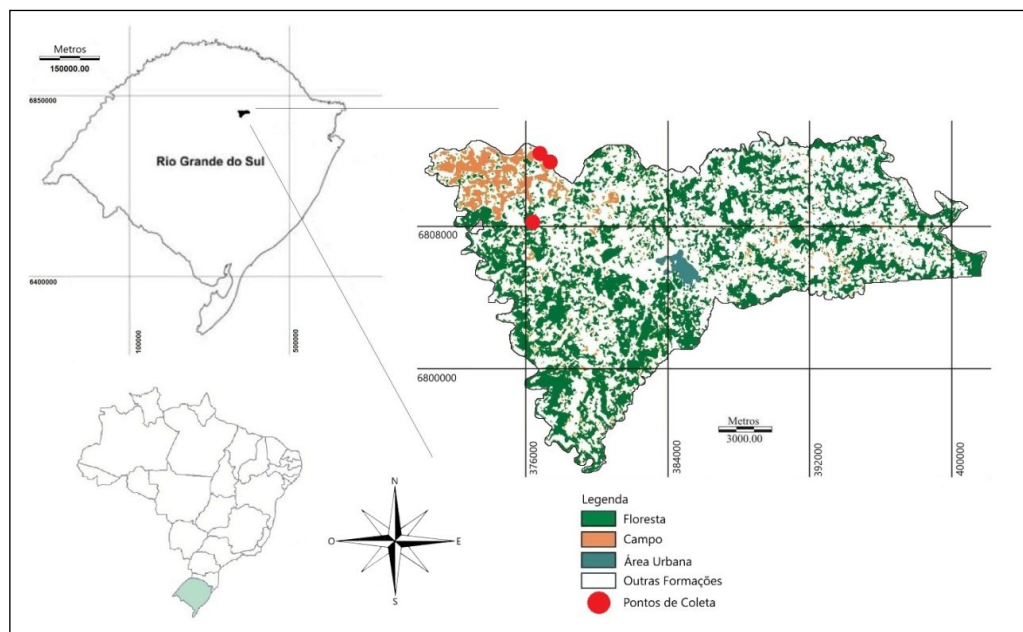 Metros
150000.00
6850000
Rio Grande do Sul
6400000
100000
500000
6808000
6800000
Metros
3000.00
376000
384000
392000
400000
N
O
E
S
Legenda
Floresta
Campo
Área Urbana
Outras Formações
Pontos de Coleta